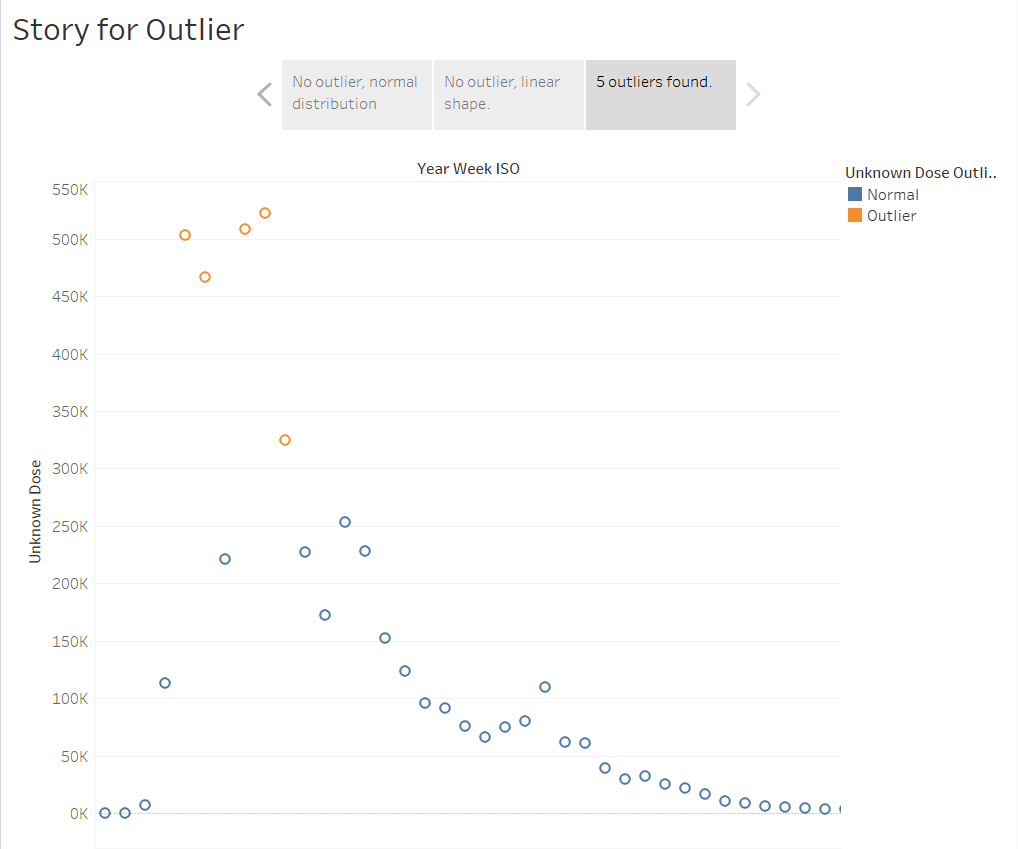 Story for Outlier
No outlier, normal
distribution
No outlier, linear
shape.
5 outliers found.
Year Week ISO
Unknown Dose Outli..
Normal
Outlier
550K
500K
450K
400K
350K
300K
250K
200K
150K
100K
50K
0K
Unknown Dose